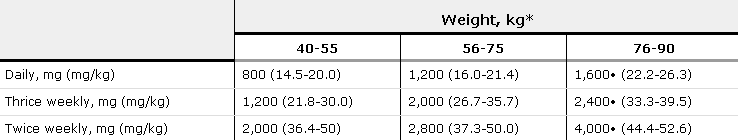 Weight, kg*
40-55 56-75 76-90
Daily, mg (mg/kg) 800 (14.5-20.0) 1,200 (16.0-21.4) 1,600• (22.2-26.3)
Thrice weekly, mg (mg/kg) 1,200 (21.8-30.0) 2,000 (26.7-35.7) 2,400• (33.3-39.5)
Twice weekly, mg (mg/kg) 2,000 (36.4-50) 2,800 (37.3-50.0) 4,000• (44.4-52.6)